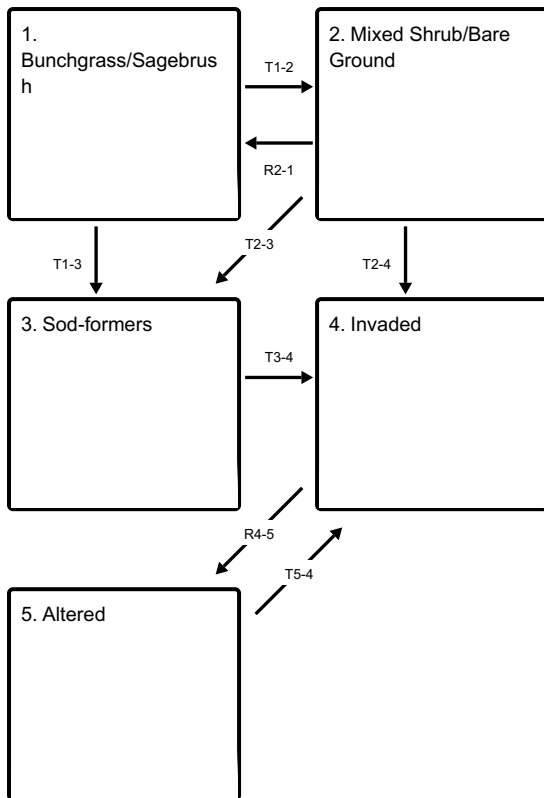 1.
Bunchgrass/Sagebrus
h
2. Mixed Shrub/Bare
Ground
T1-2
R2-1
T2-3
T1-3
T2-4
3. Sod-formers
4. Invaded
T3-4
R4-5
T5-4
5. Altered